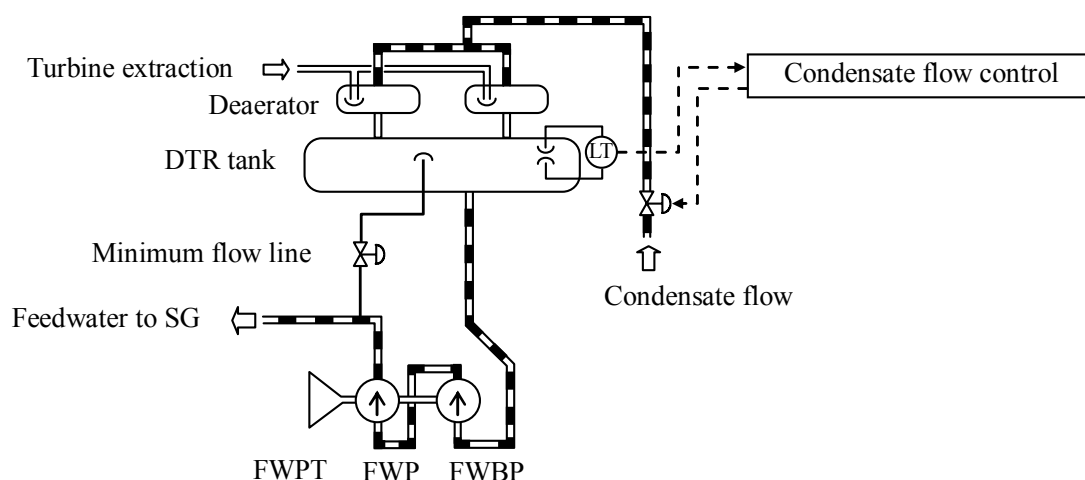 Turbine extraction
Condensate flow control
Deaerator
LT
DTR tank
Minimum flow line
Condensate flow
Feedwater to SG
FWPT
FWP
FWBP